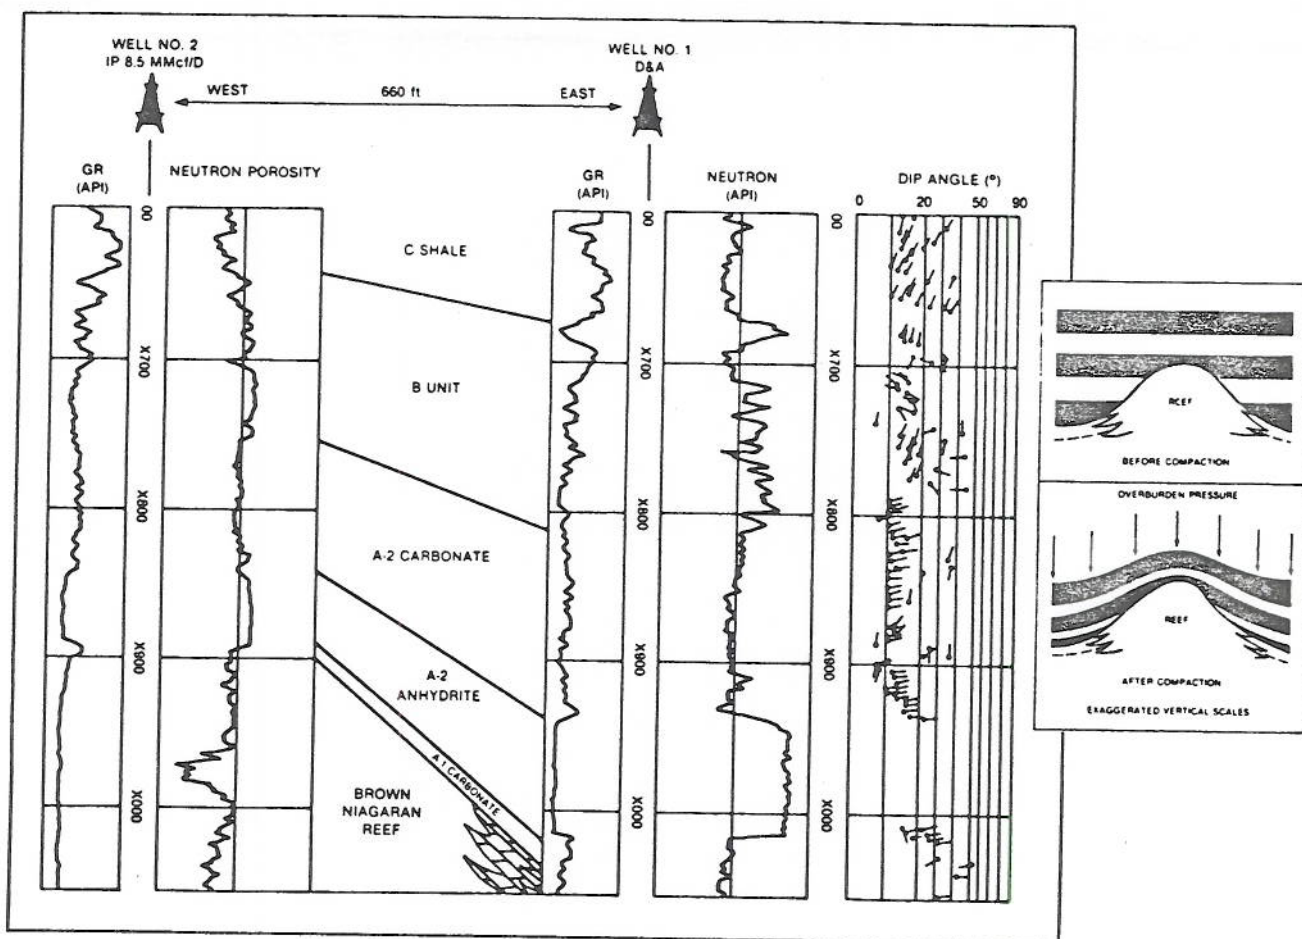 WELL NO. 2
IP 8.5 MMcf/D
WELL NO. 1
D&A
WEST
660 ft
EAST
GR
(API)
NEUTRON POROSITY
GR
(API)
NEUTRON
(API)
DIP ANGLE (°)
0
20
50
90
00
X700
X800
X800
X000
C SHALE
B UNIT
A-2 CARBONATE
A-2
ANHYDRITE
A-1 CARBONATE
BROWN
NIAGARAN
REEF
00
X700
X800
X800
X000
00
X700
X800
X800
X000
REEF
BEFORE COMPACTION
OVERBURDEN PRESSURE
REEF
AFTER COMPACTION
EXAGGERATED VERTICAL SCALES